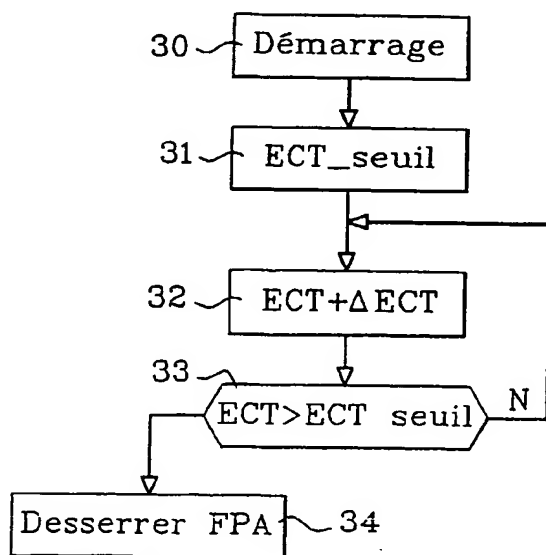 30 Démarrage
31 ECT_seuil
32 ECT+ΔECT
33
ECT>ECT seuil N
Desserrer FPA 34